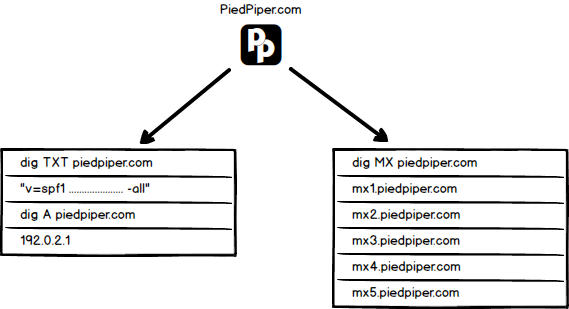 PiedPiper.com
pp
dig TXT piedpiper.com
"v=spf1 ...................... -all"
dig A piedpiper.com
192.0.2.1
dig MX piedpiper.com
mx1.piedpiper.com
mx2.piedpiper.com
mx3.piedpiper.com
mx4.piedpiper.com
mx5.piedpiper.com